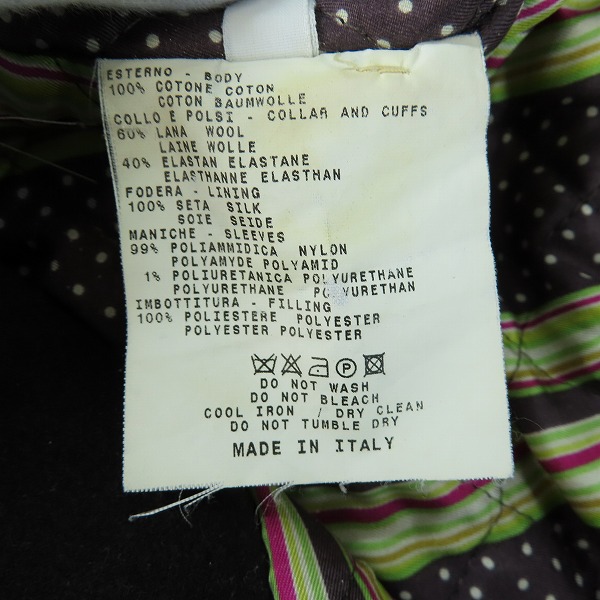 ESTERNO - BODY
100% COTONE COTON
COTON BAUMWOLLE
COLLO E POLSI - COLLAR AND CUFFS
60% LANA WOOL
LAINE WOLLE
40% ELASTAN ELASTANE
ELASTHANNE ELASTHAN
FODERA - LINING
100% SETA SILK
SOIE SEIDE
MANICHE - SLEEVES
99% POLIAMMIDICA NYLON
POLYAMYDE POLYAMID
1% POLIURETANICA POLYURETHANE
POLYURETHANE POLYURETHAN
IMBOTTITURA - FILLING
100% POLIESTERE POLYESTER
POLYESTER POLYESTER
P
DO NOT WASH
DO NOT BLEACH
COOL IRON / DRY CLEAN
DO NOT TUMBLE DRY
MADE IN ITALY